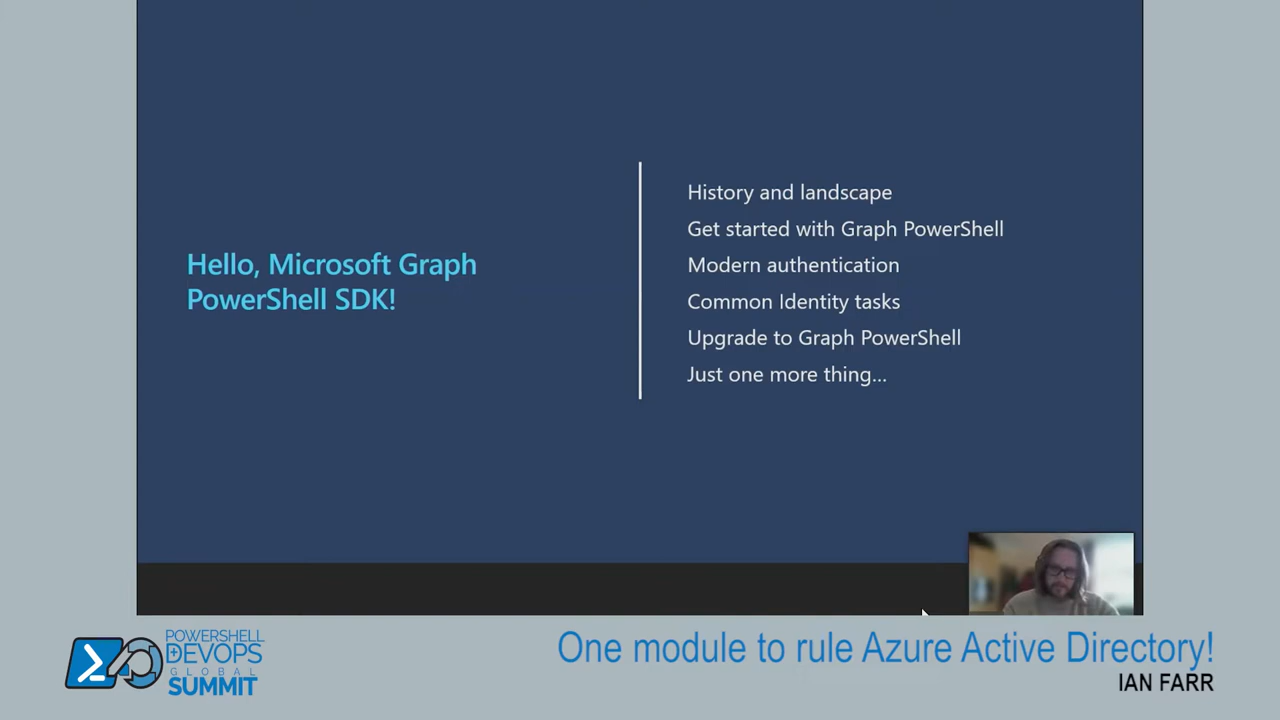 Hello, Microsoft Graph
PowerShell SDK!
History and landscape
Get started with Graph PowerShell
Modern authentication
Common Identity tasks
Upgrade to Graph PowerShell
Just one more thing...
POWERSHELL
DEVOPS
GLOBAL
SUMMIT
One module to rule Azure Active Directory!
IAN FARR